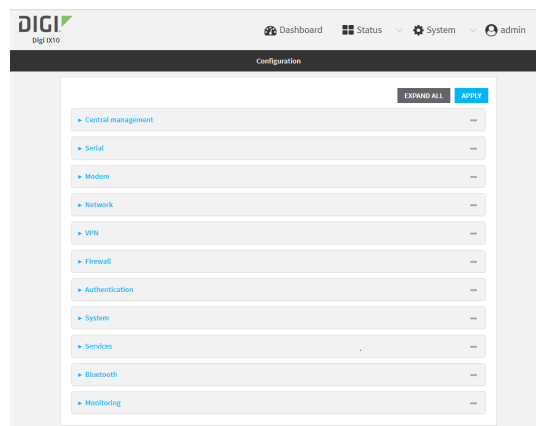 DIGI
Digi IX10
Dashboard Status System admin
Configuration
EXPAND ALL APPLY
Central management
Serial
Modem
Network
VPN
Firewall
Authentication
System
Services
Bluetooth
Monitoring